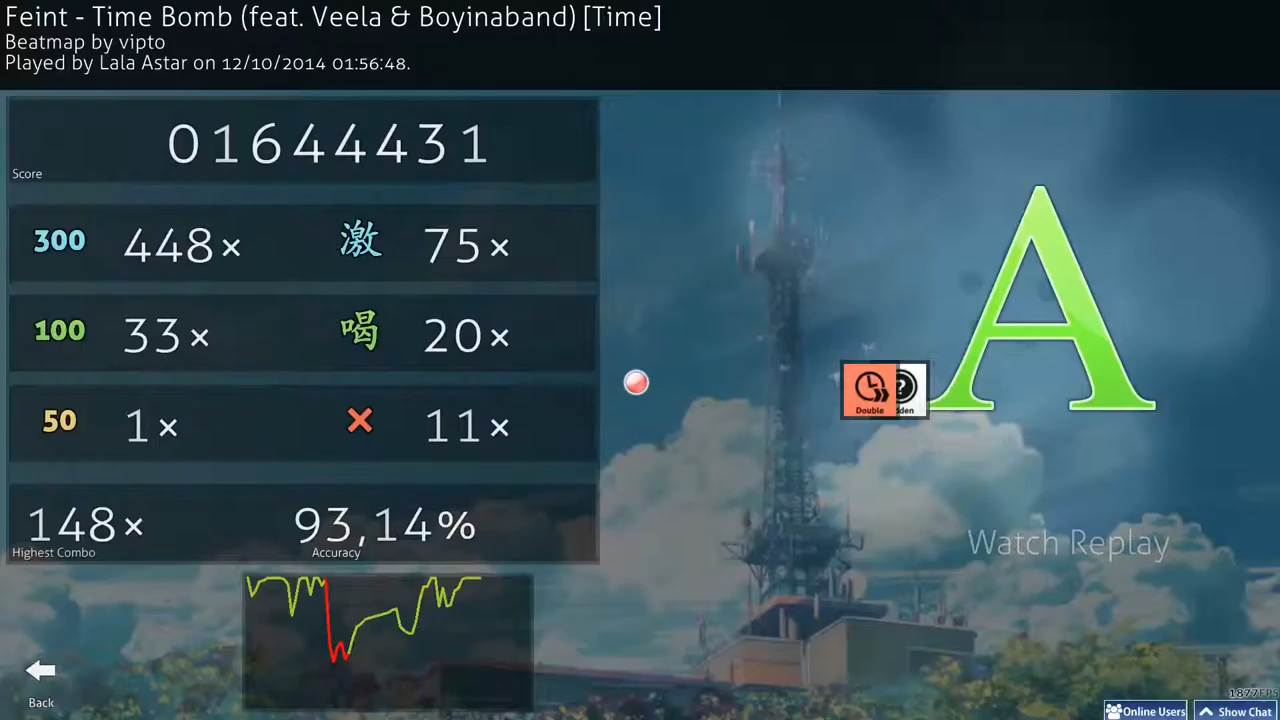 Feint - Time Bomb (feat. Veela & Boyinaband) [Time]
Beatmap by vipto
Played by Lala Astar on 12/10/2014 01:56:48.
01644431
Score
300 448× 激 75×
100 33× 喝 20×
50 1× 11×
148× 93,14%
Highest Combo Accuracy
Double dden
A
Watch Replay
Back
1877FPS
Online Users Show Chat